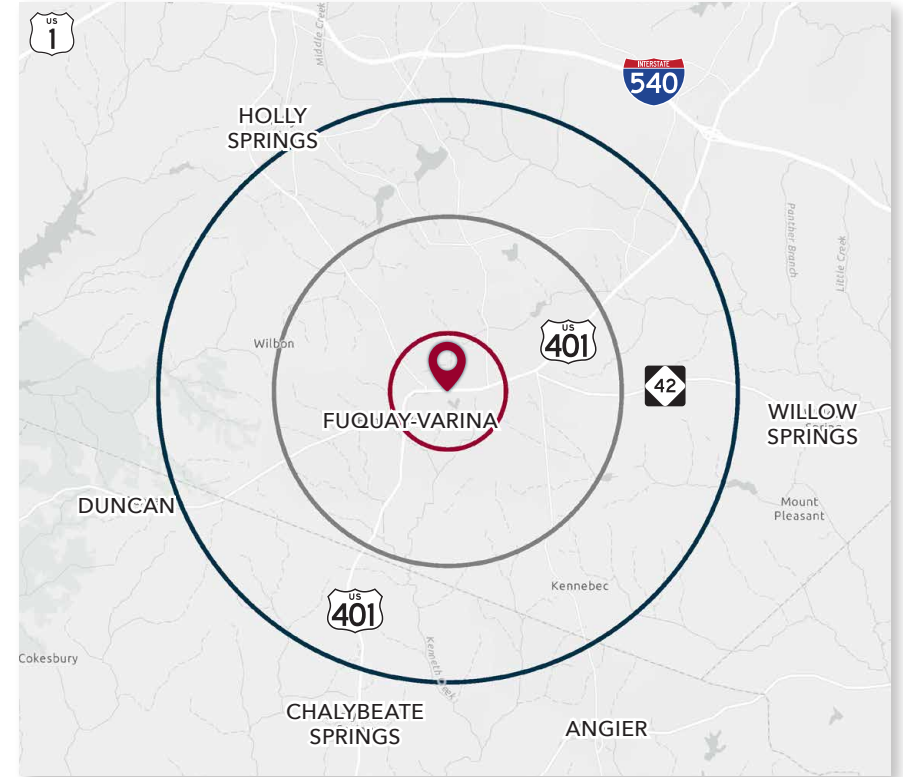 US
1
Middle Creek
INTERSTATE
540
HOLLY
SPRINGS
Panther Branch
Little Creek
US
401
Wilbon
42
FUQUAY-VARINA
WILLOW
SPRINGS
DUNCAN
Mount
Pleasant
Kennebec
US
401
Kenneth Creek
Cokesbury
CHALYBEATE
SPRINGS
ANGIER